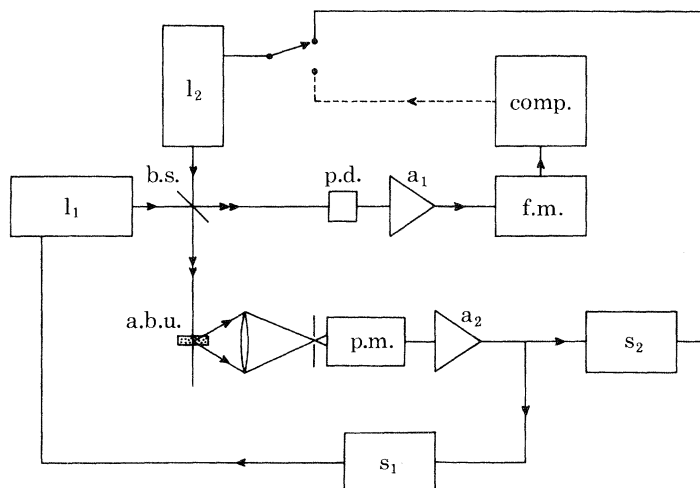 l₂
comp.
b.s.
p.d.
a₁
l₁
f.m.
a.b.u.
a₂
p.m.
s₂
s₁